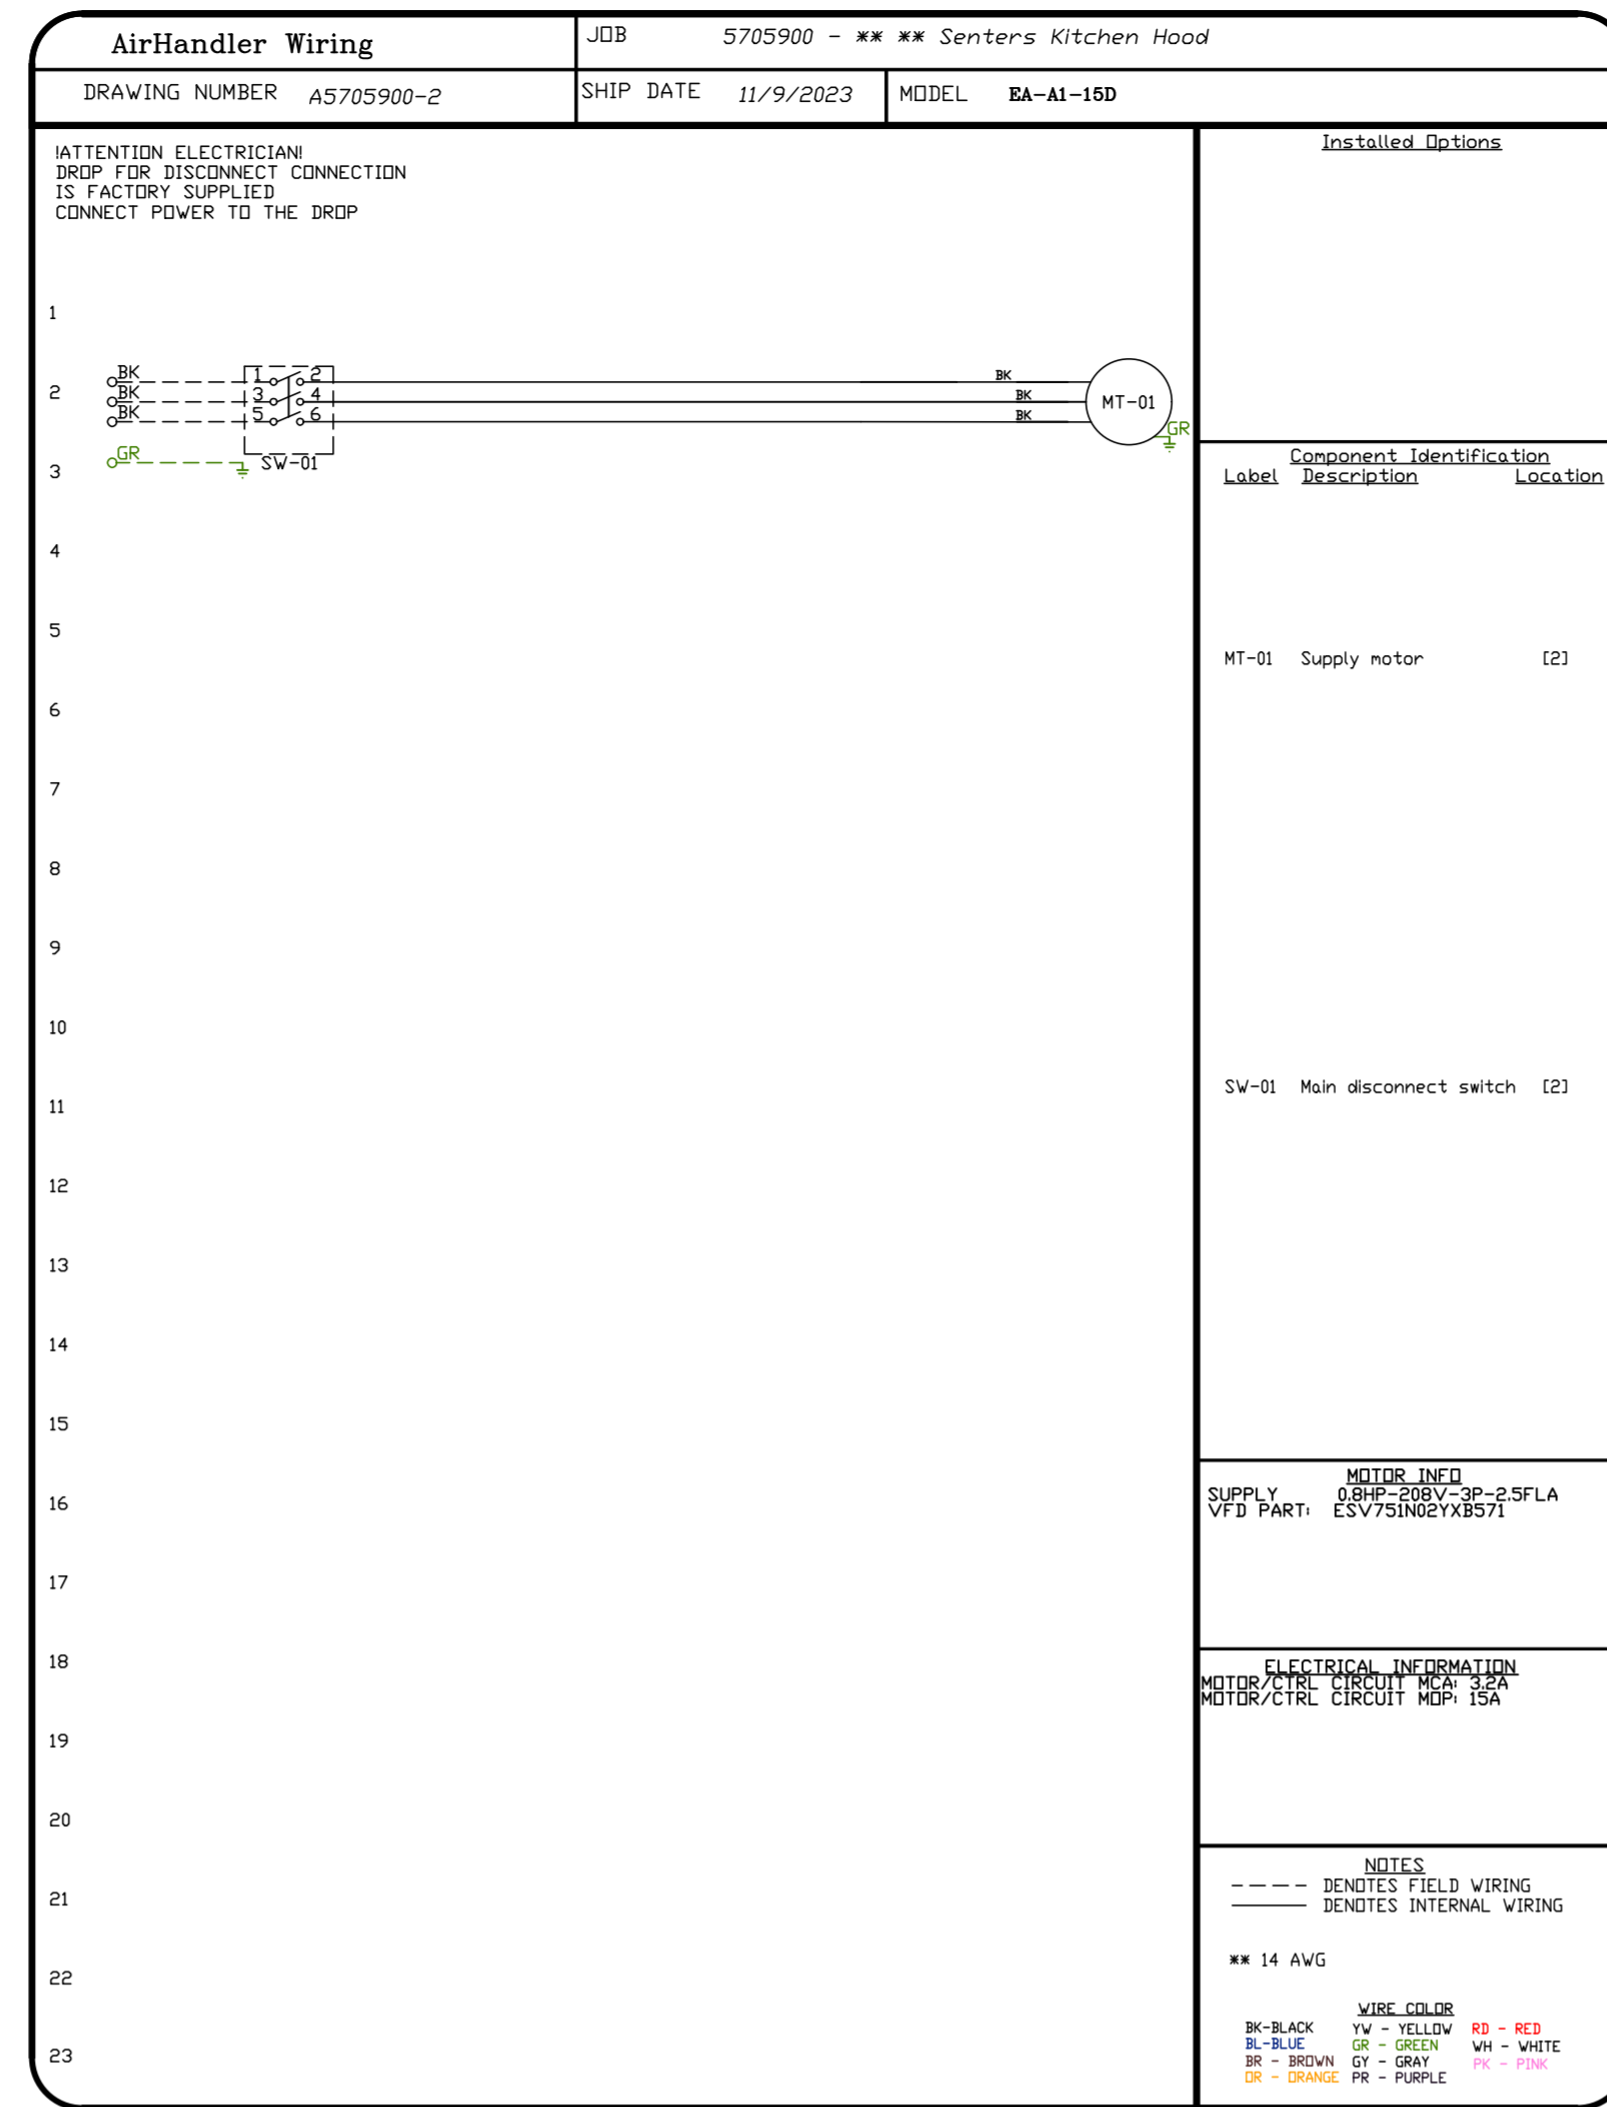 AirHandler Wiring
JOB 5705900 - ** ** Senters Kitchen Hood
DRAWING NUMBER A5705900-2
SHIP DATE 11/9/2023
MODEL EA-A1-15D
!ATTENTION ELECTRICIAN!
DROP FOR DISCONNECT CONNECTION
IS FACTORY SUPPLIED
CONNECT POWER TO THE DROP
1
2
3
4
5
6
7
8
9
10
11
12
13
14
15
16
17
18
19
20
21
22
23
BK 1 2 BK
BK 3 4 BK
BK 5 6 BK
MT-01
GR
GR
SW-01
Installed Options
Component Identification
Label Description Location
MT-01 Supply motor [2]
SW-01 Main disconnect switch [2]
MOTOR INFO
SUPPLY 0.8HP-208V-3P-2.5FLA
VFD PART: ESV751N02YXB571
ELECTRICAL INFORMATION
MOTOR/CTRL CIRCUIT MCA: 3.2A
MOTOR/CTRL CIRCUIT MOP: 15A
NOTES
DENOTES FIELD WIRING
DENOTES INTERNAL WIRING
** 14 AWG
WIRE COLOR
BK-BLACK YW - YELLOW RD - RED
BL-BLUE GR - GREEN WH - WHITE
BR - BROWN GY - GRAY PK - PINK
OR - ORANGE PR - PURPLE